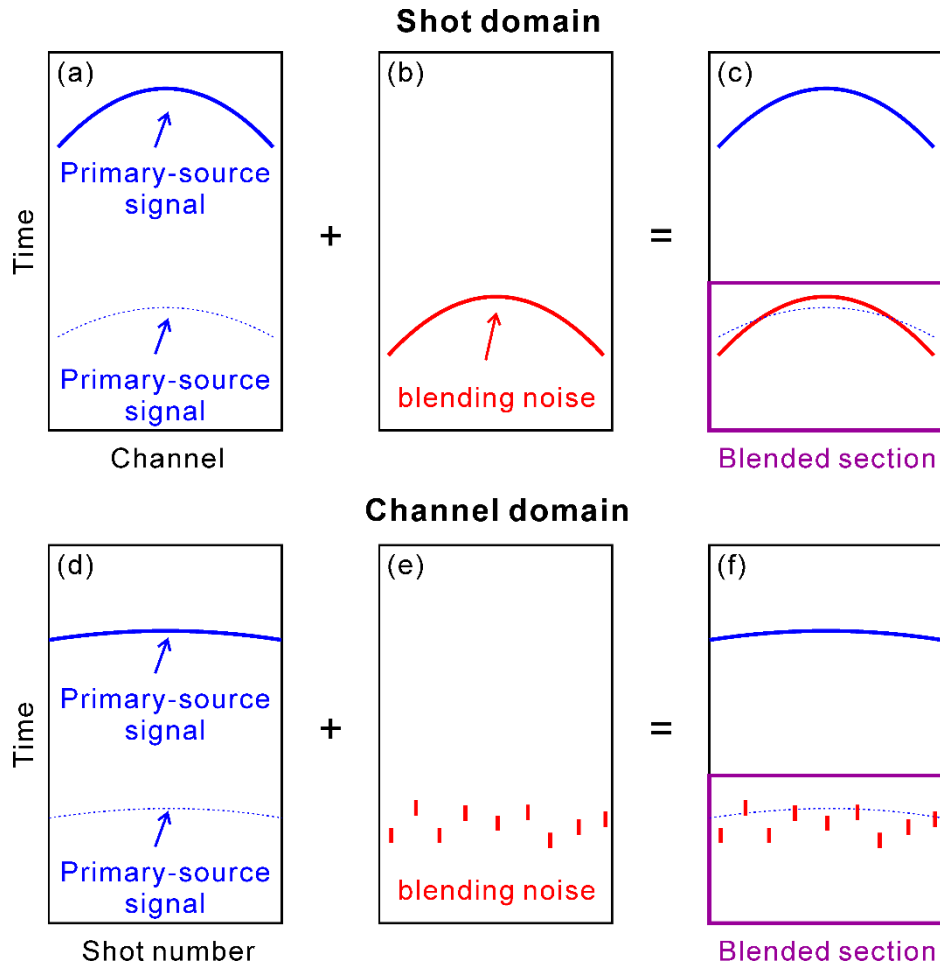 Shot domain
(a)
(b)
(c)
Primary-source
signal
Time
+
=
Primary-source
signal
blending noise
Channel
Blended section
Channel domain
(d)
(e)
(f)
Primary-source
signal
Time
+
=
Primary-source
signal
blending noise
Shot number
Blended section